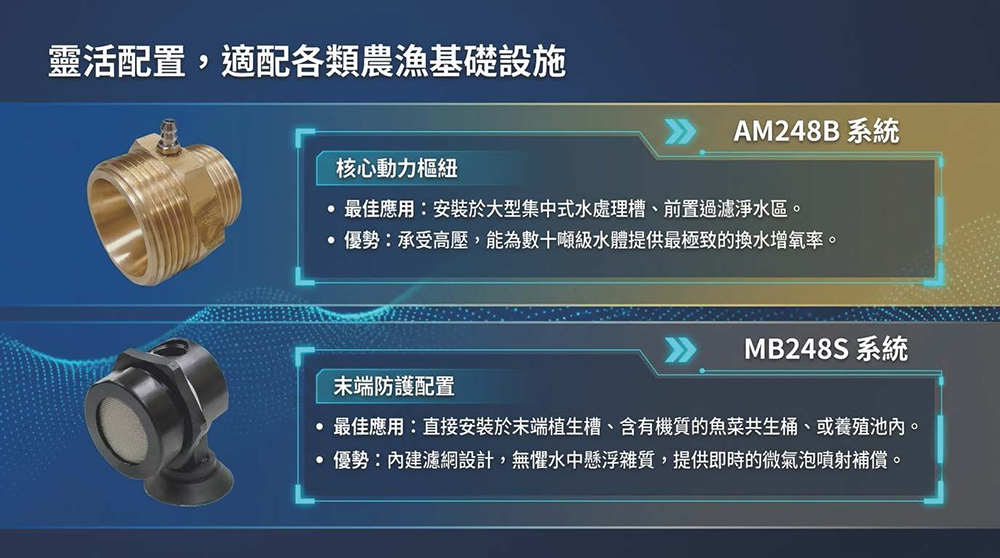 靈活配置，適配各類農漁基礎設施
AM248B 系統
核心動力樞紐
• 最佳應用：安裝於大型集中式水處理槽、前置過濾淨水區。
• 優勢：承受高壓，能為數十噸級水體提供最極致的換水增氧率。
MB248S 系統
末端防護配置
• 最佳應用：直接安裝於末端植生槽、含有機質的魚菜共生桶、或養殖池內。
• 優勢：內建濾網設計，無懼水中懸浮雜質，提供即時的微氣泡噴射補償。